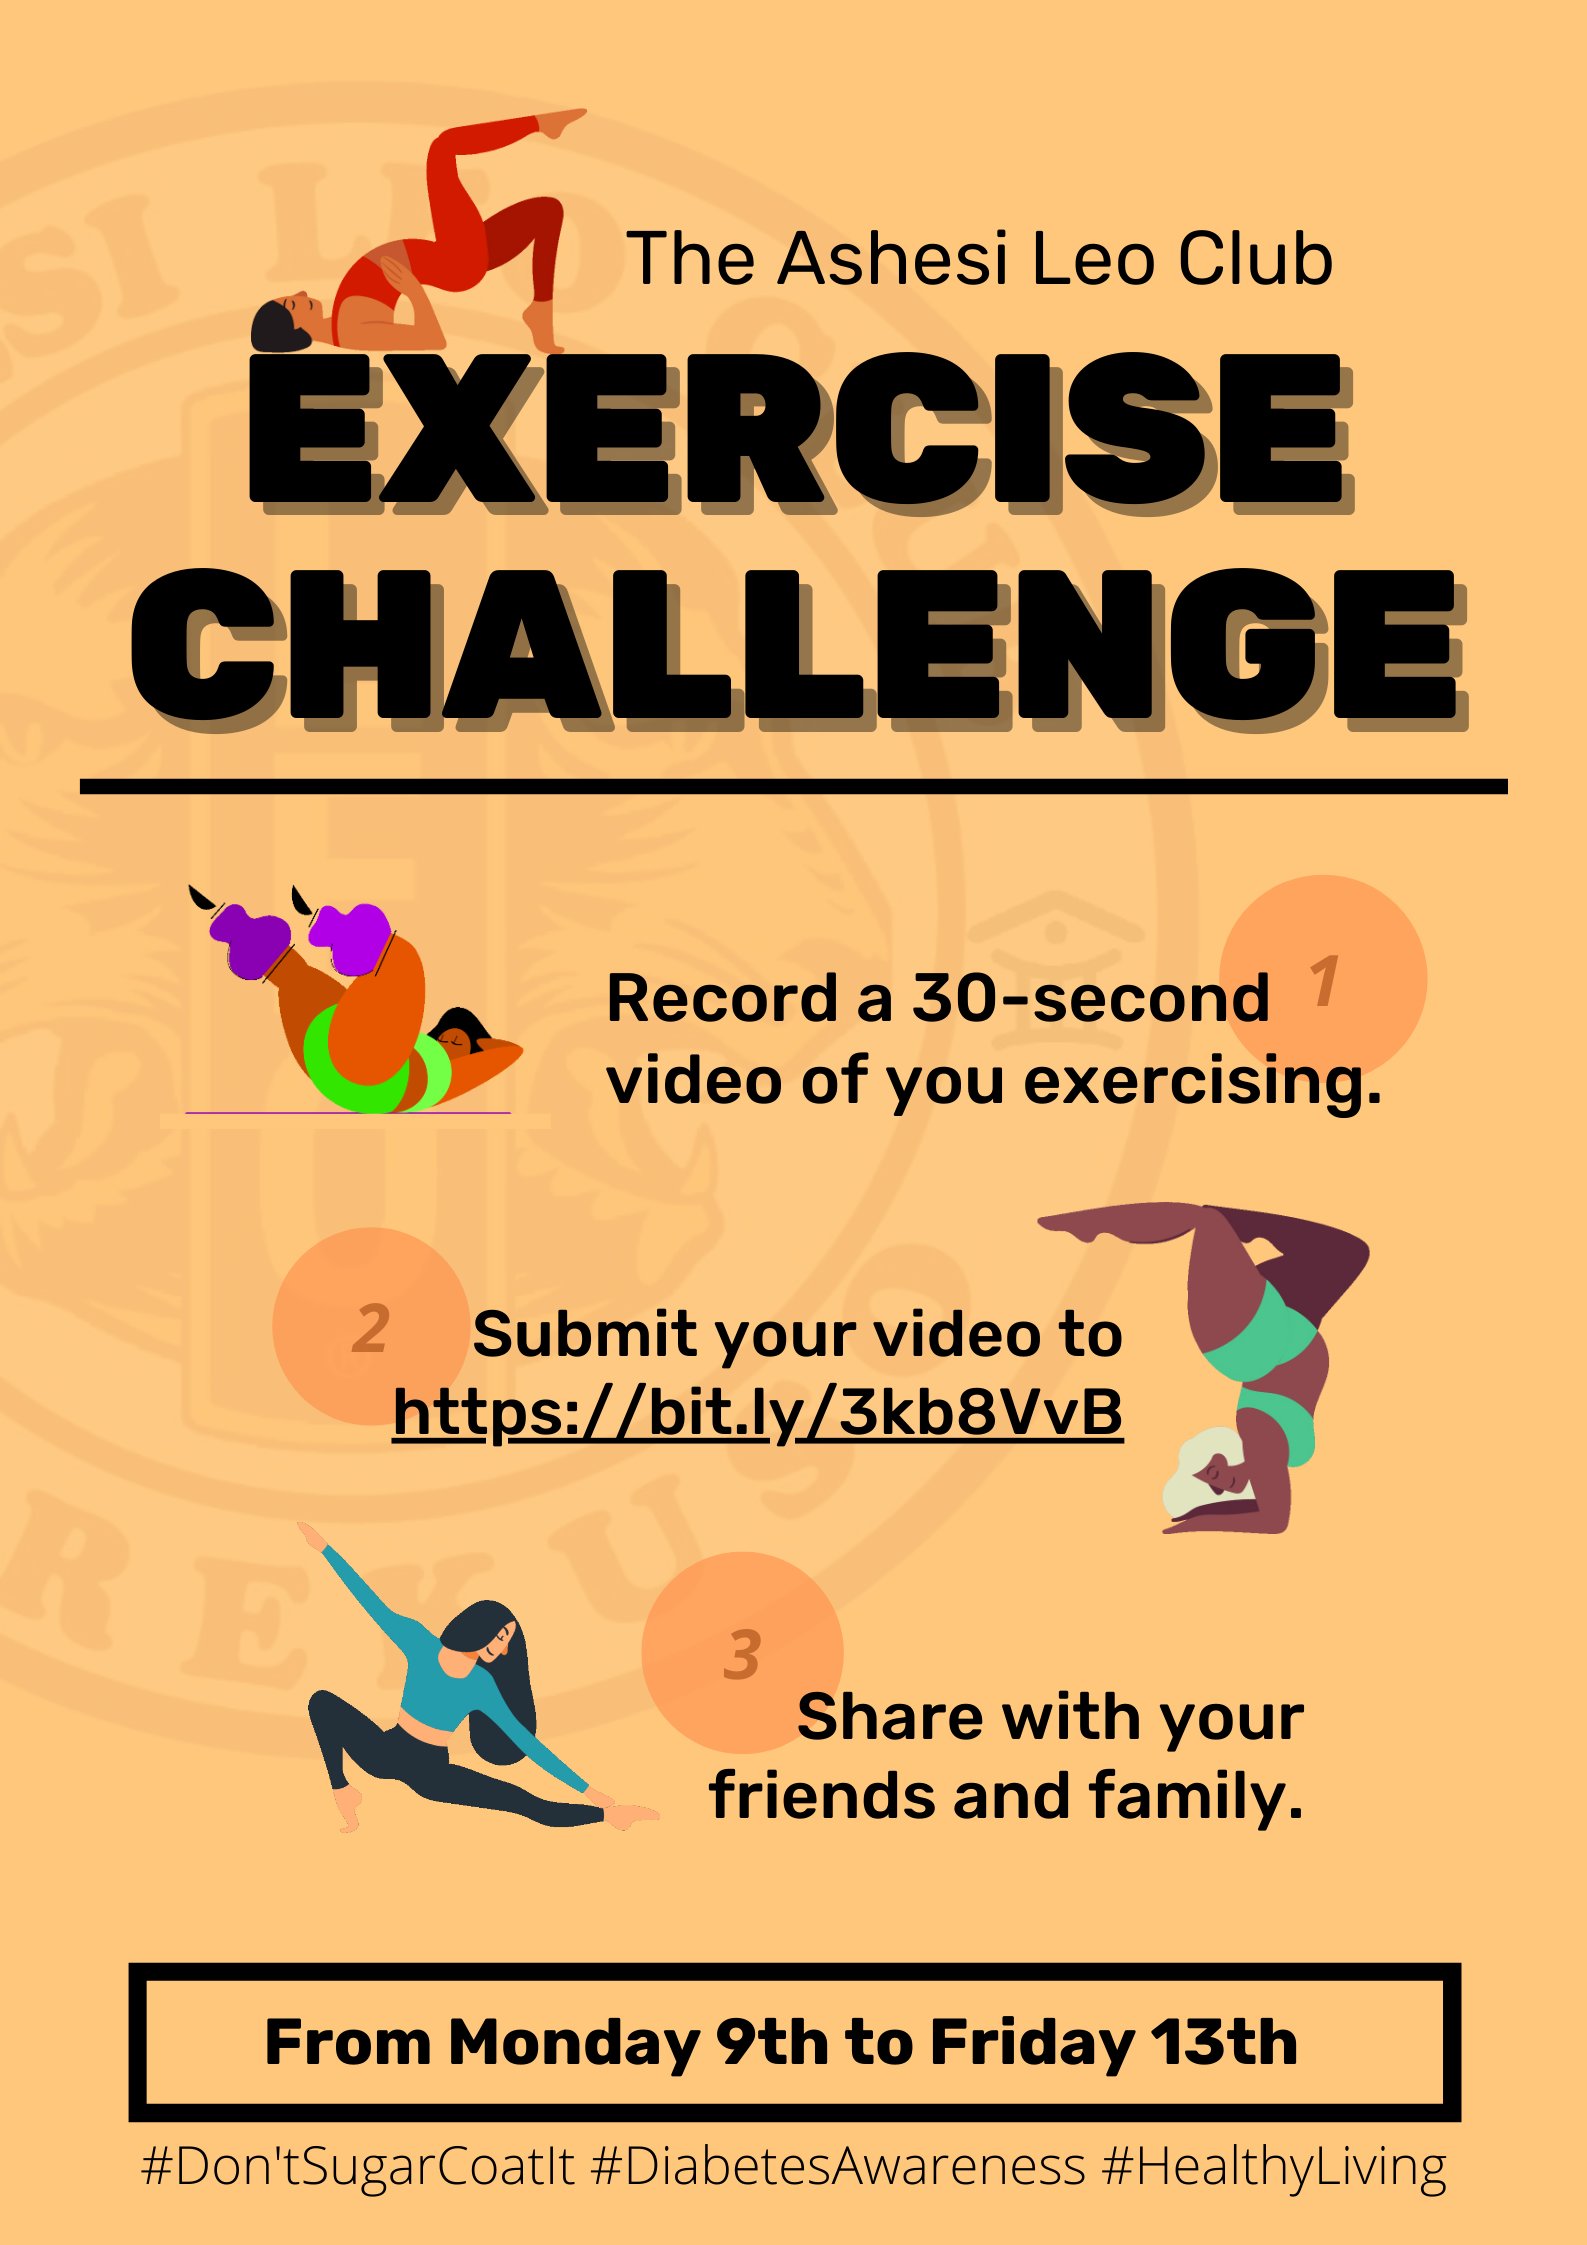 The Ashesi Leo Club
EXERCISE
CHALLENGE
1
Record a 30-second
video of you exercising.
2
Submit your video to
https://bit.ly/3kb8VvB
3
Share with your
friends and family.
From Monday 9th to Friday 13th
#Don'tSugarCoatIt #DiabetesAwareness #HealthyLiving